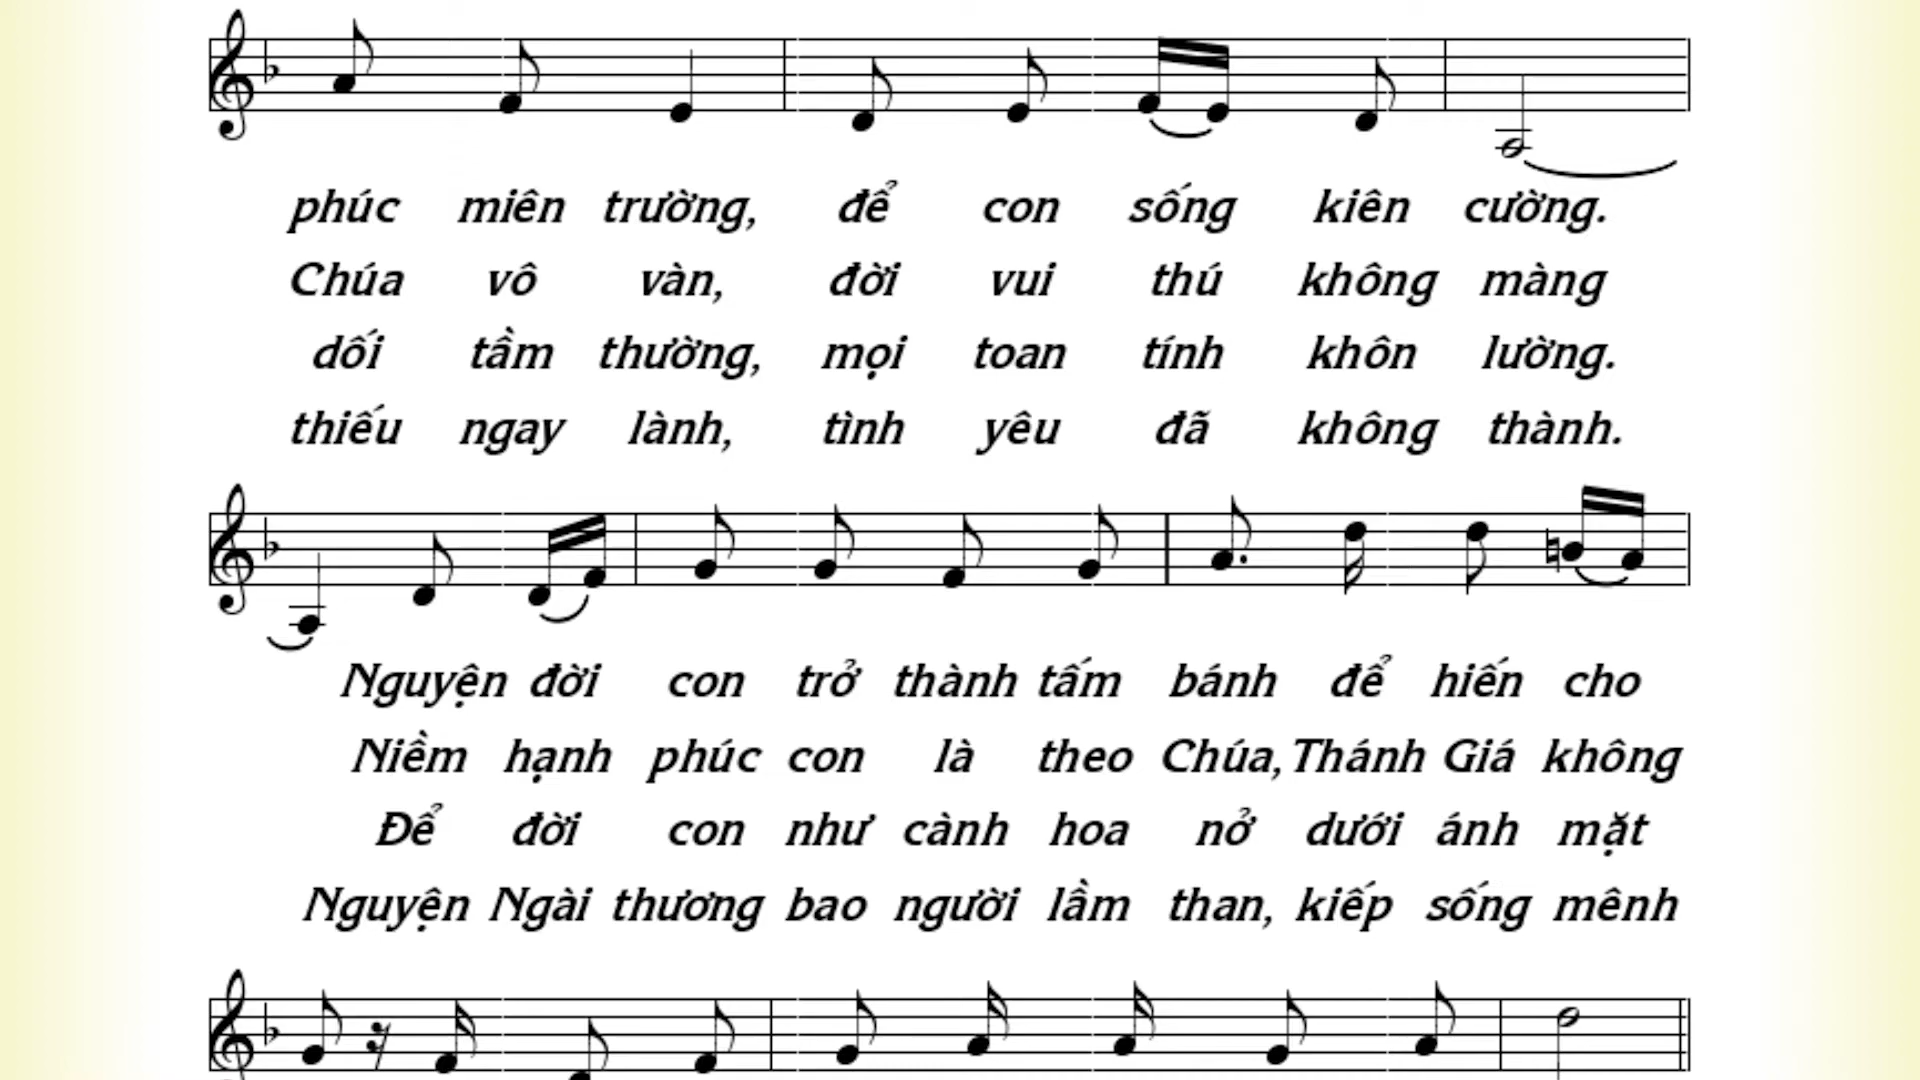 phúc miên trường, để con sống kiên cường.
Chúa vô vàn, đời vui thú không màng
dối tầm thường, mọi toan tính khôn lường.
thiếu ngay lành, tình yêu đã không thành.
Nguyện đời con trở thành tấm bánh để hiến cho
Niềm hạnh phúc con là theo Chúa, Thánh Giá không
Để đời con như cành hoa nở dưới ánh mặt
Nguyện Ngài thương bao người lầm than, kiếp sống mênh